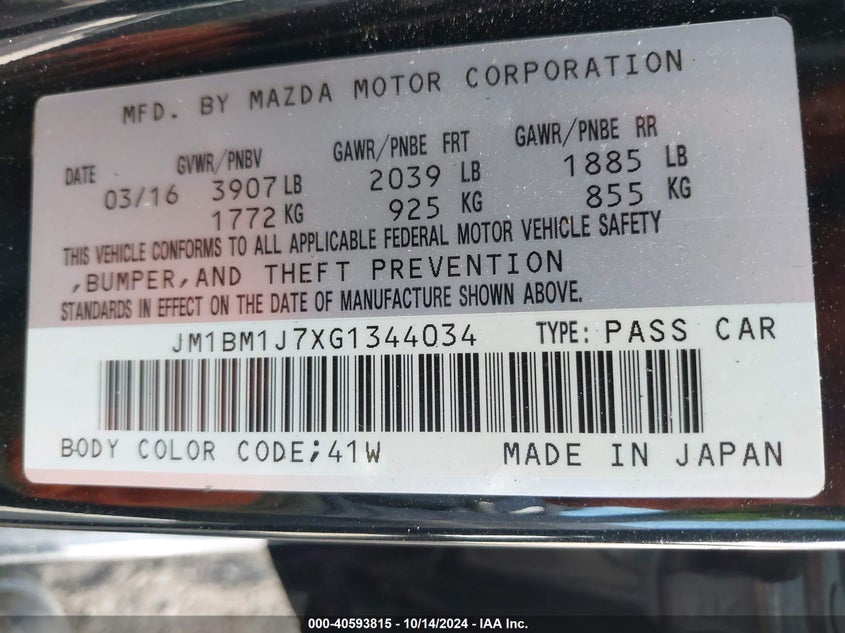 MFD. BY MAZDA MOTOR CORPORATION
DATE GVWR/PNBV GAWR/PNBE FRT GAWR/PNBE RR
03/16 3907 LB 2039 LB 1885 LB
1772 KG 925 KG 855 KG
THIS VEHICLE CONFORMS TO ALL APPLICABLE FEDERAL MOTOR VEHICLE SAFETY
,BUMPER,AND THEFT PREVENTION
STANDARDS IN EFFECT ON THE DATE OF MANUFACTURE SHOWN ABOVE.
JM1BM1J7XG1344034 TYPE: PASS CAR
BODY COLOR CODE;41W MADE IN JAPAN
000-40593815 - 10/14/2024 - IAA Inc.